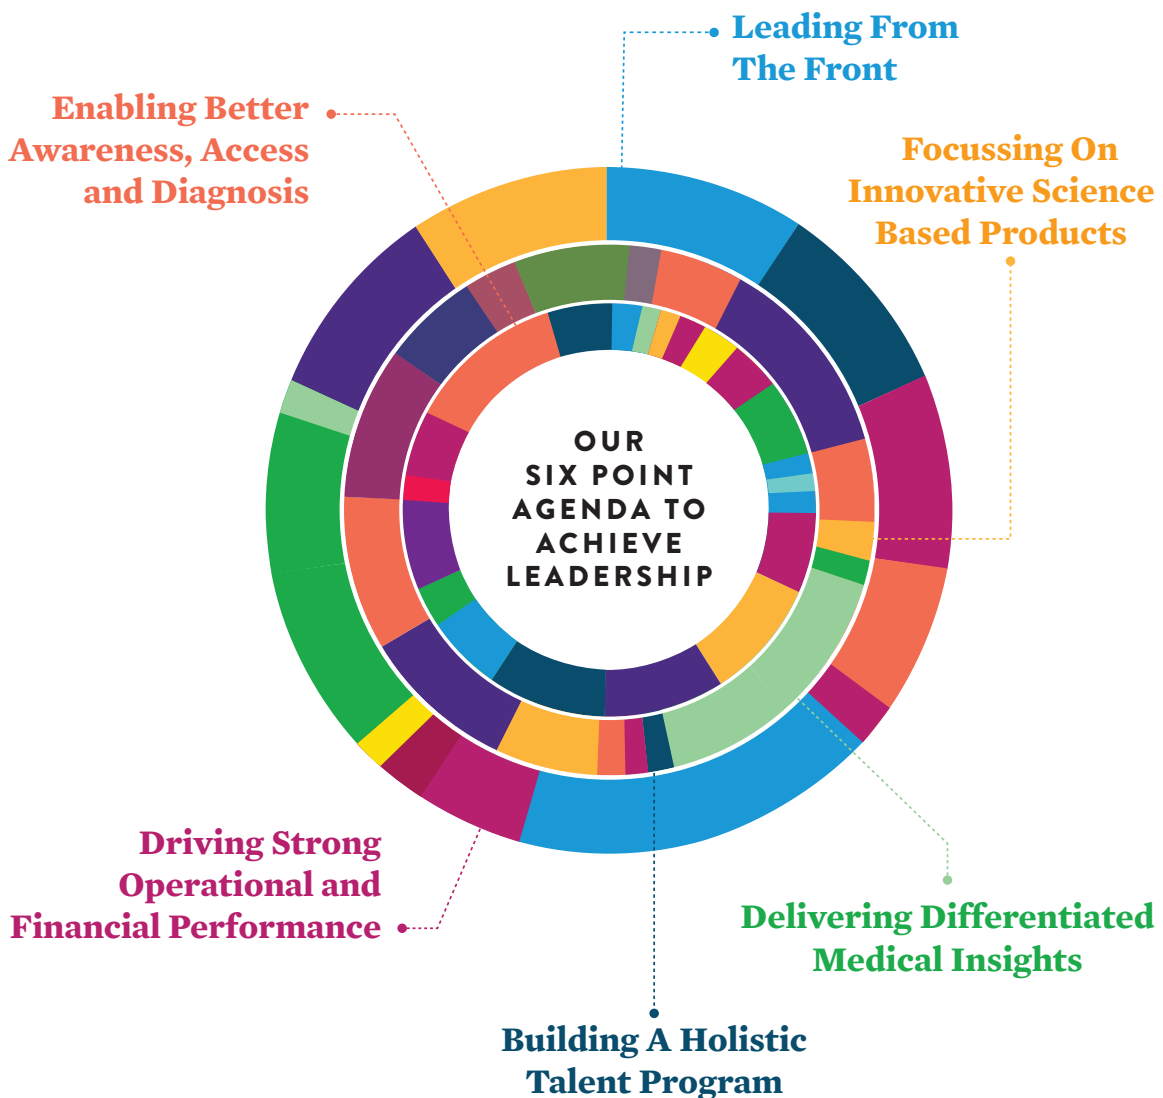 Leading From
The Front
Enabling Better
Awareness, Access
and Diagnosis
Focussing On
Innovative Science
Based Products
OUR
SIX POINT
AGENDA TO
ACHIEVE
LEADERSHIP
Driving Strong
Operational and
Financial Performance
Delivering Differentiated
Medical Insights
Building A Holistic
Talent Program